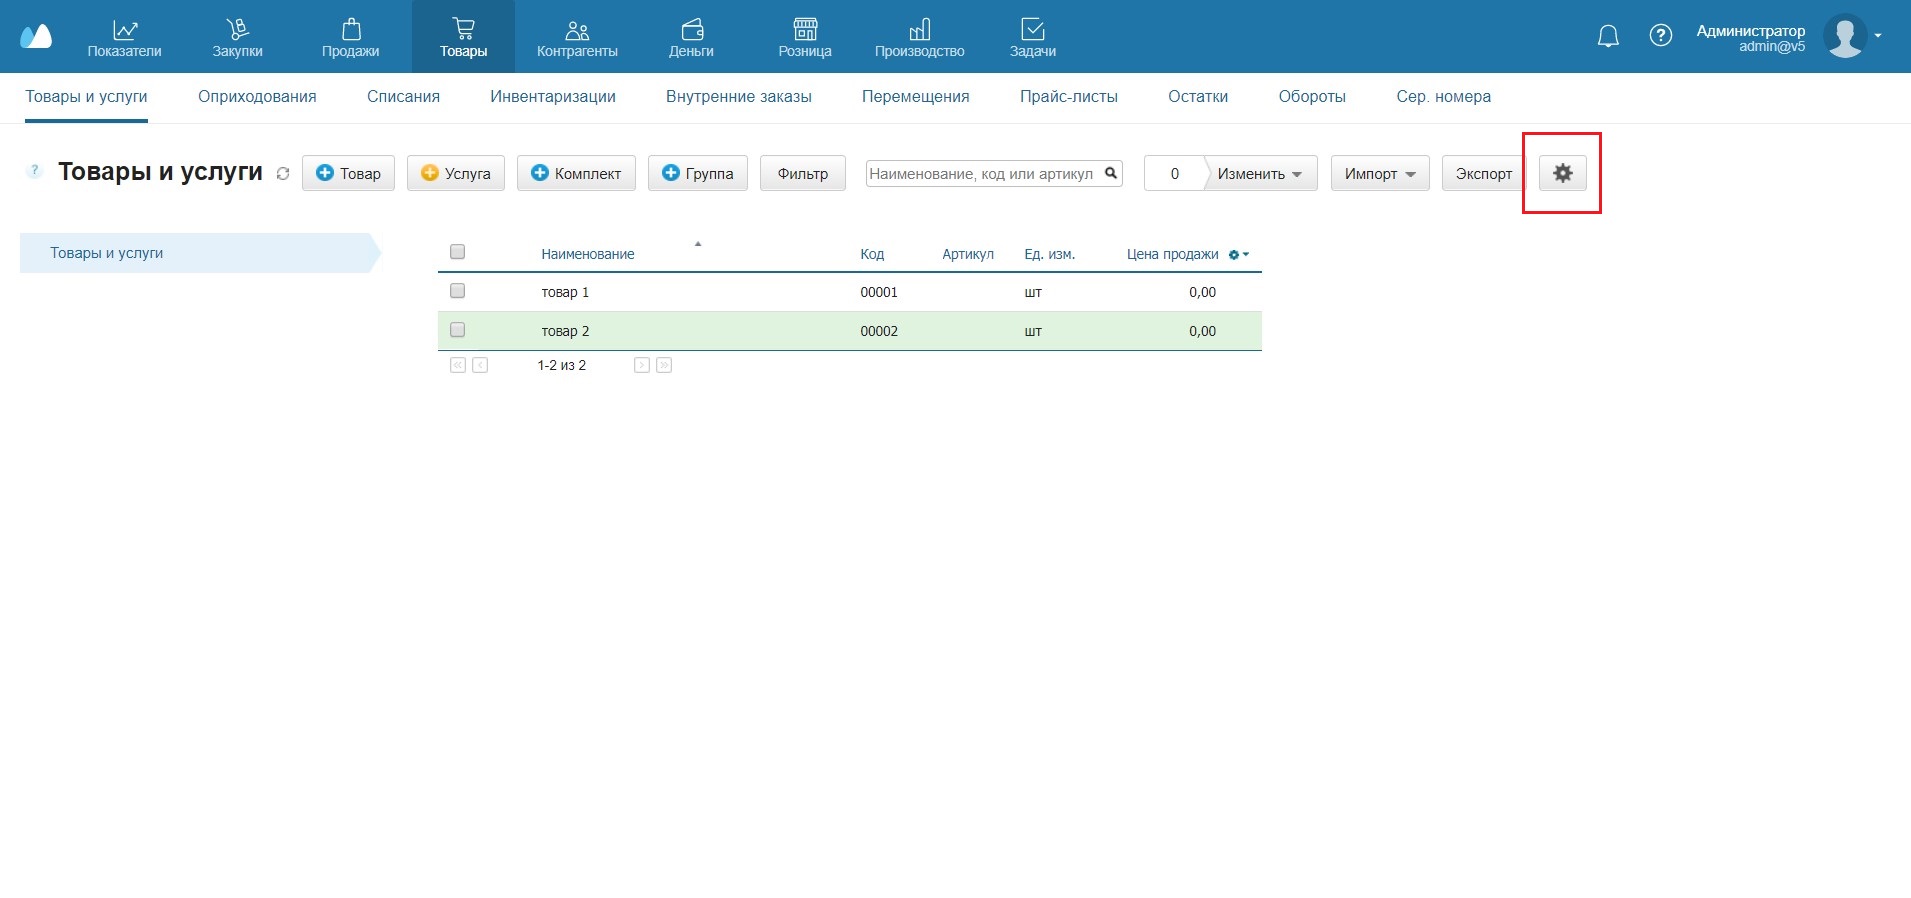 Показатели Закупки Продажи Товары Контрагенты Деньги Розница Производство Задачи ? Администратор
admin@v5
Товары и услуги Оприходования Списания Инвентаризации Внутренние заказы Перемещения Прайс-листы Остатки Обороты Сер. номера
? Товары и услуги Товар Услуга Комплект Группа Фильтр Наименование, код или артикул 0 Изменить Импорт Экспорт
Товары и услуги
Наименование Код Артикул Ед. изм. Цена продажи
товар 1 00001 шт 0,00
товар 2 00002 шт 0,00
1-2 из 2